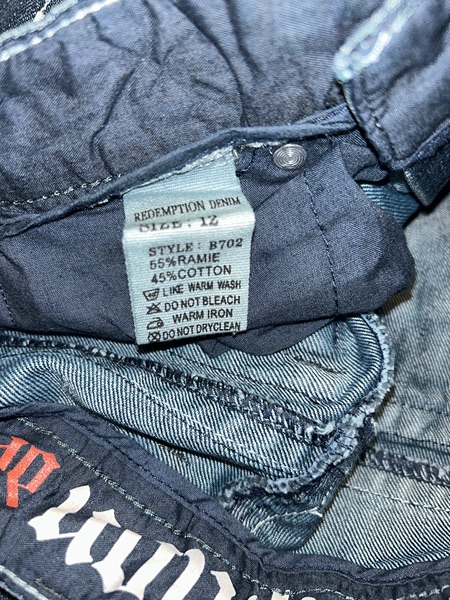 REDEMPTION DENIM
SIZE: 12
STYLE: B702
55%RAMIE
45%COTTON
LIKE WARM WASH
DO NOT BLEACH
WARM IRON
DO NOT DRYCLEAN